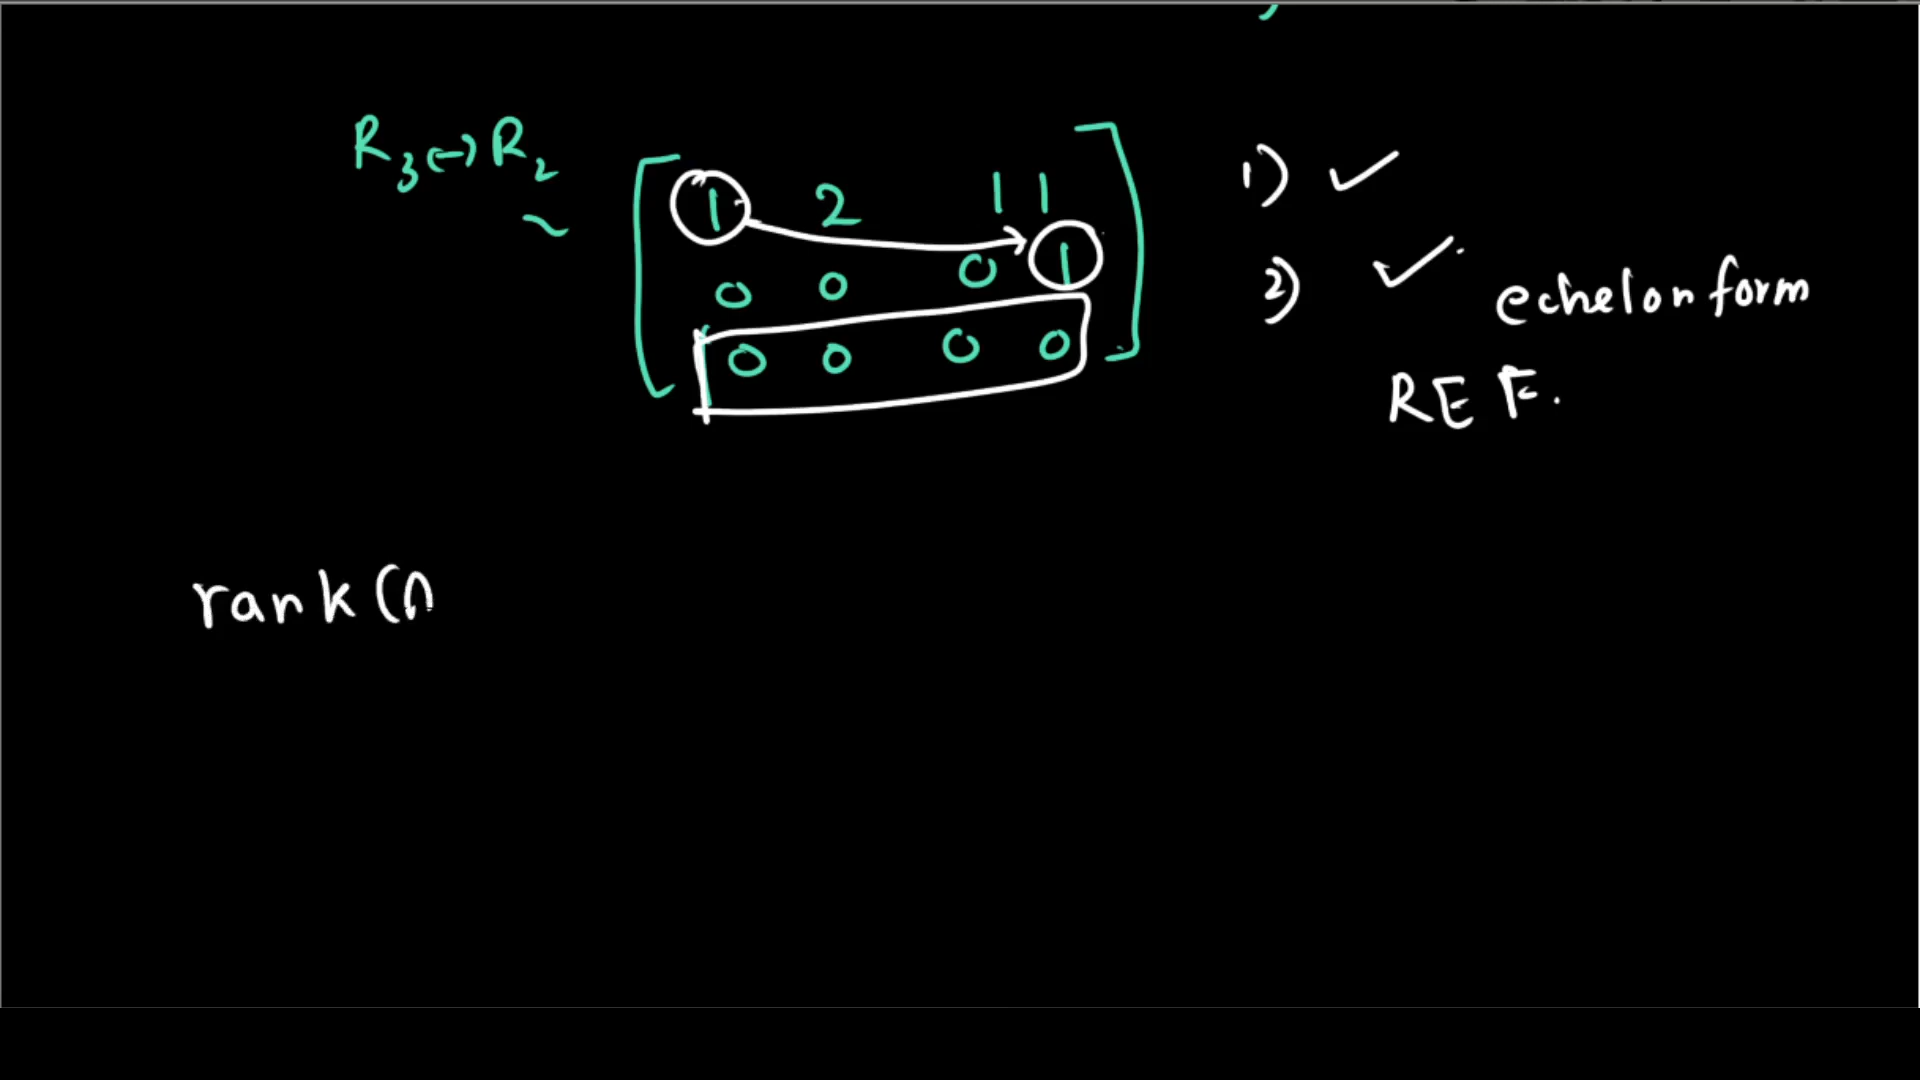 R₃↔R₂
~
1 2 1 1
0 0 0 1
0 0 0 0
1) ✓
2) ✓.
echelon form
REF.
rank(